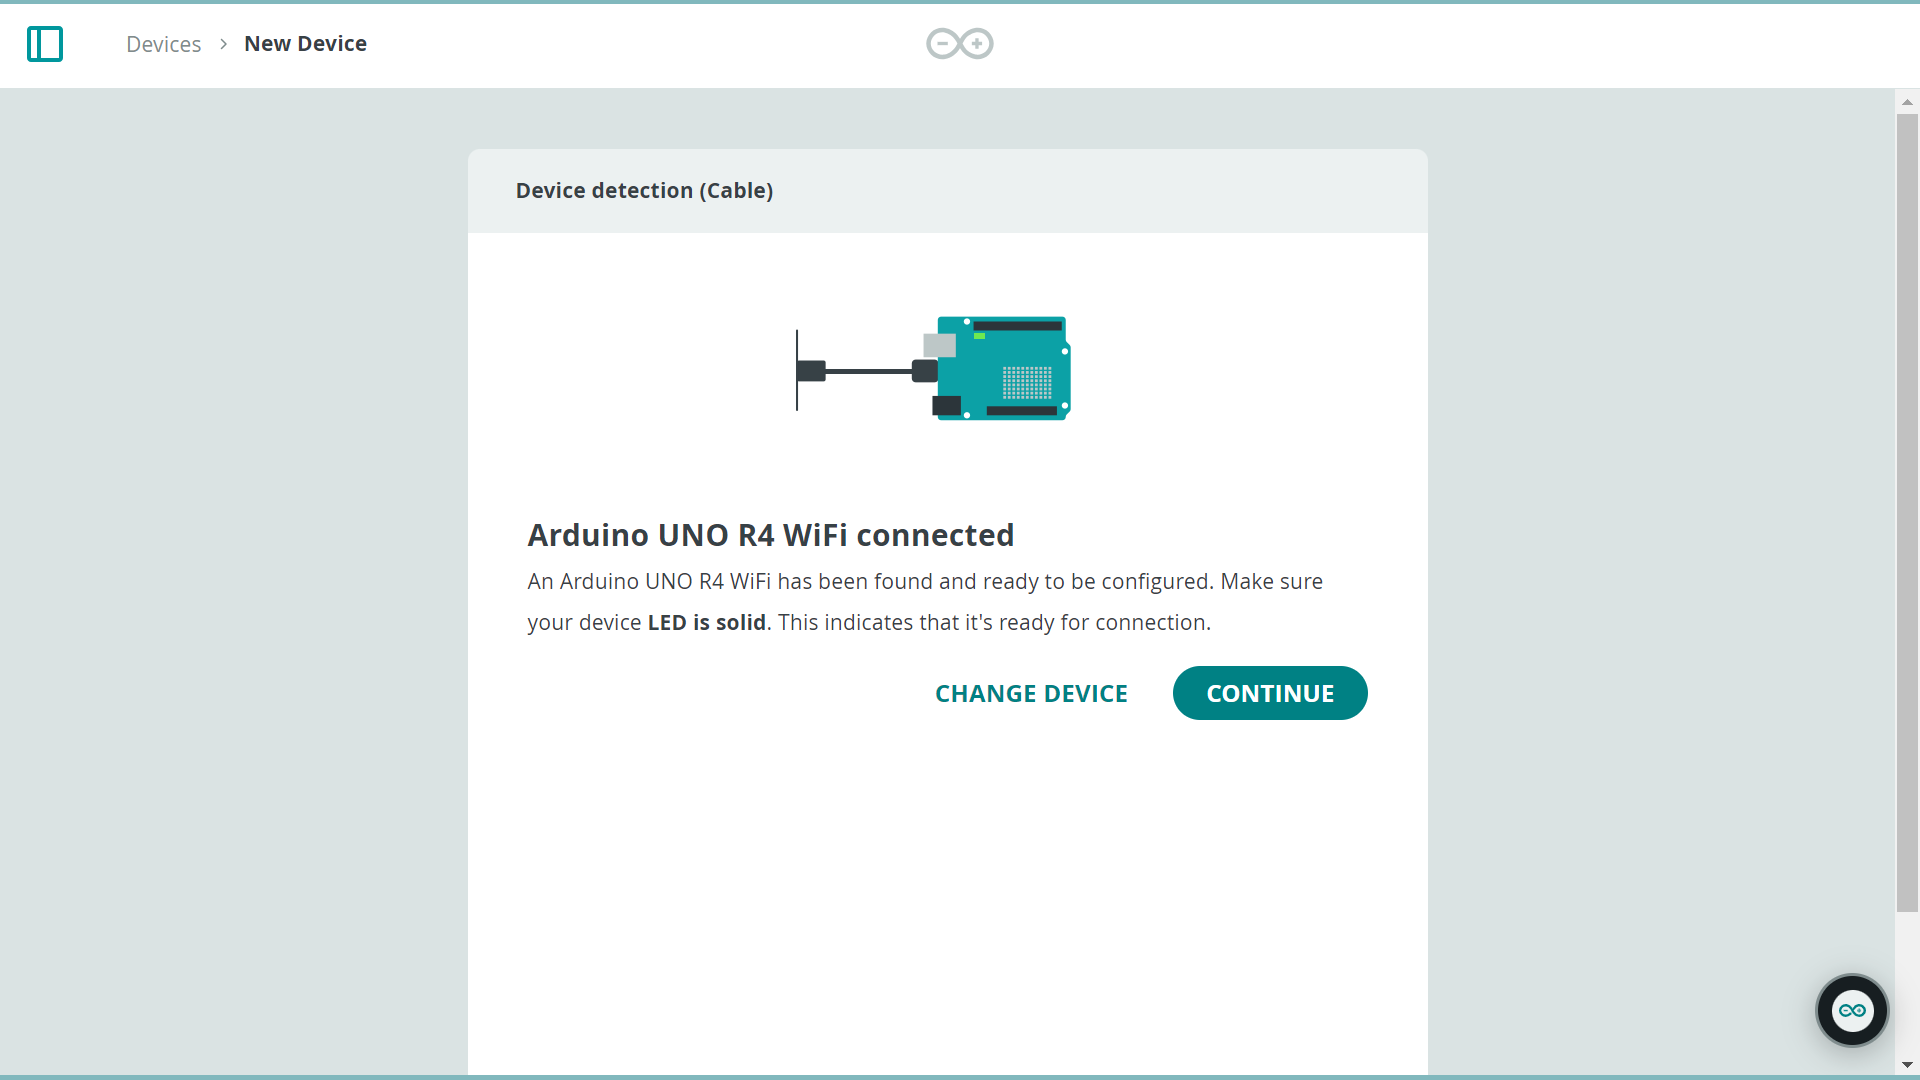 Devices > New Device
Device detection (Cable)
Arduino UNO R4 WiFi connected
An Arduino UNO R4 WiFi has been found and ready to be configured. Make sure
your device LED is solid. This indicates that it's ready for connection.
CHANGE DEVICE
CONTINUE